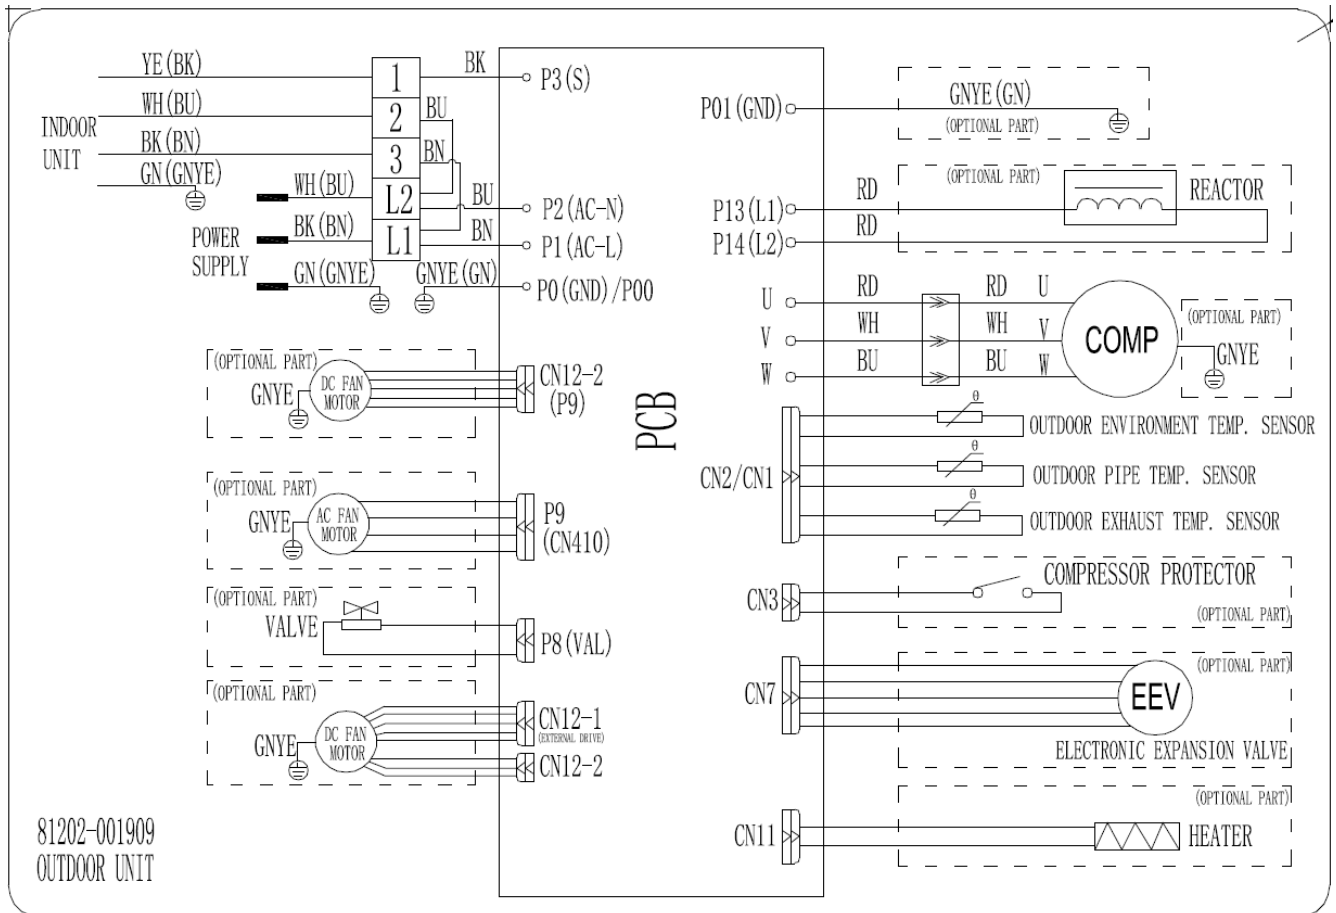 YE(BK)
WH(BU)
INDOOR
UNIT
BK(BN)
GN(GNYE)
WH(BU)
BK(BN)
POWER
SUPPLY
GN(GNYE)
1
2
3
L2
L1
BK
BU
BN
BU
BN
GNYE(GN)
P3(S)
P2(AC-N)
P1(AC-L)
P0(GND)/P00
(OPTIONAL PART)
GNYE
DC FAN
MOTOR
CN12-2
(P9)
(OPTIONAL PART)
GNYE
AC FAN
MOTOR
P9
(CN410)
(OPTIONAL PART)
VALVE
P8(VAL)
(OPTIONAL PART)
GNYE
DC FAN
MOTOR
CN12-1
(EXTERNAL DRIVE)
CN12-2
81202-001909
OUTDOOR UNIT
PCB
P01(GND)
GNYE(GN)
(OPTIONAL PART)
(OPTIONAL PART)
REACTOR
P13(L1)
RD
P14(L2)
RD
U
RD
RD
U
V
WH
WH
V
W
BU
BU
W
COMP
(OPTIONAL PART)
GNYE
CN2/CN1
θ
OUTDOOR ENVIRONMENT TEMP. SENSOR
θ
OUTDOOR PIPE TEMP. SENSOR
θ
OUTDOOR EXHAUST TEMP. SENSOR
CN3
COMPRESSOR PROTECTOR
(OPTIONAL PART)
CN7
(OPTIONAL PART)
EEV
ELECTRONIC EXPANSION VALVE
(OPTIONAL PART)
CN11
HEATER